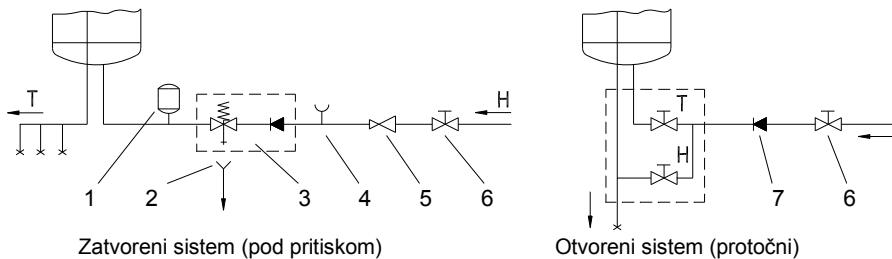 T
H
1
2
3
4
5
6
Zatvoreni sistem (pod pritiskom)
T
H
7
6
Otvoreni sistem (protočni)